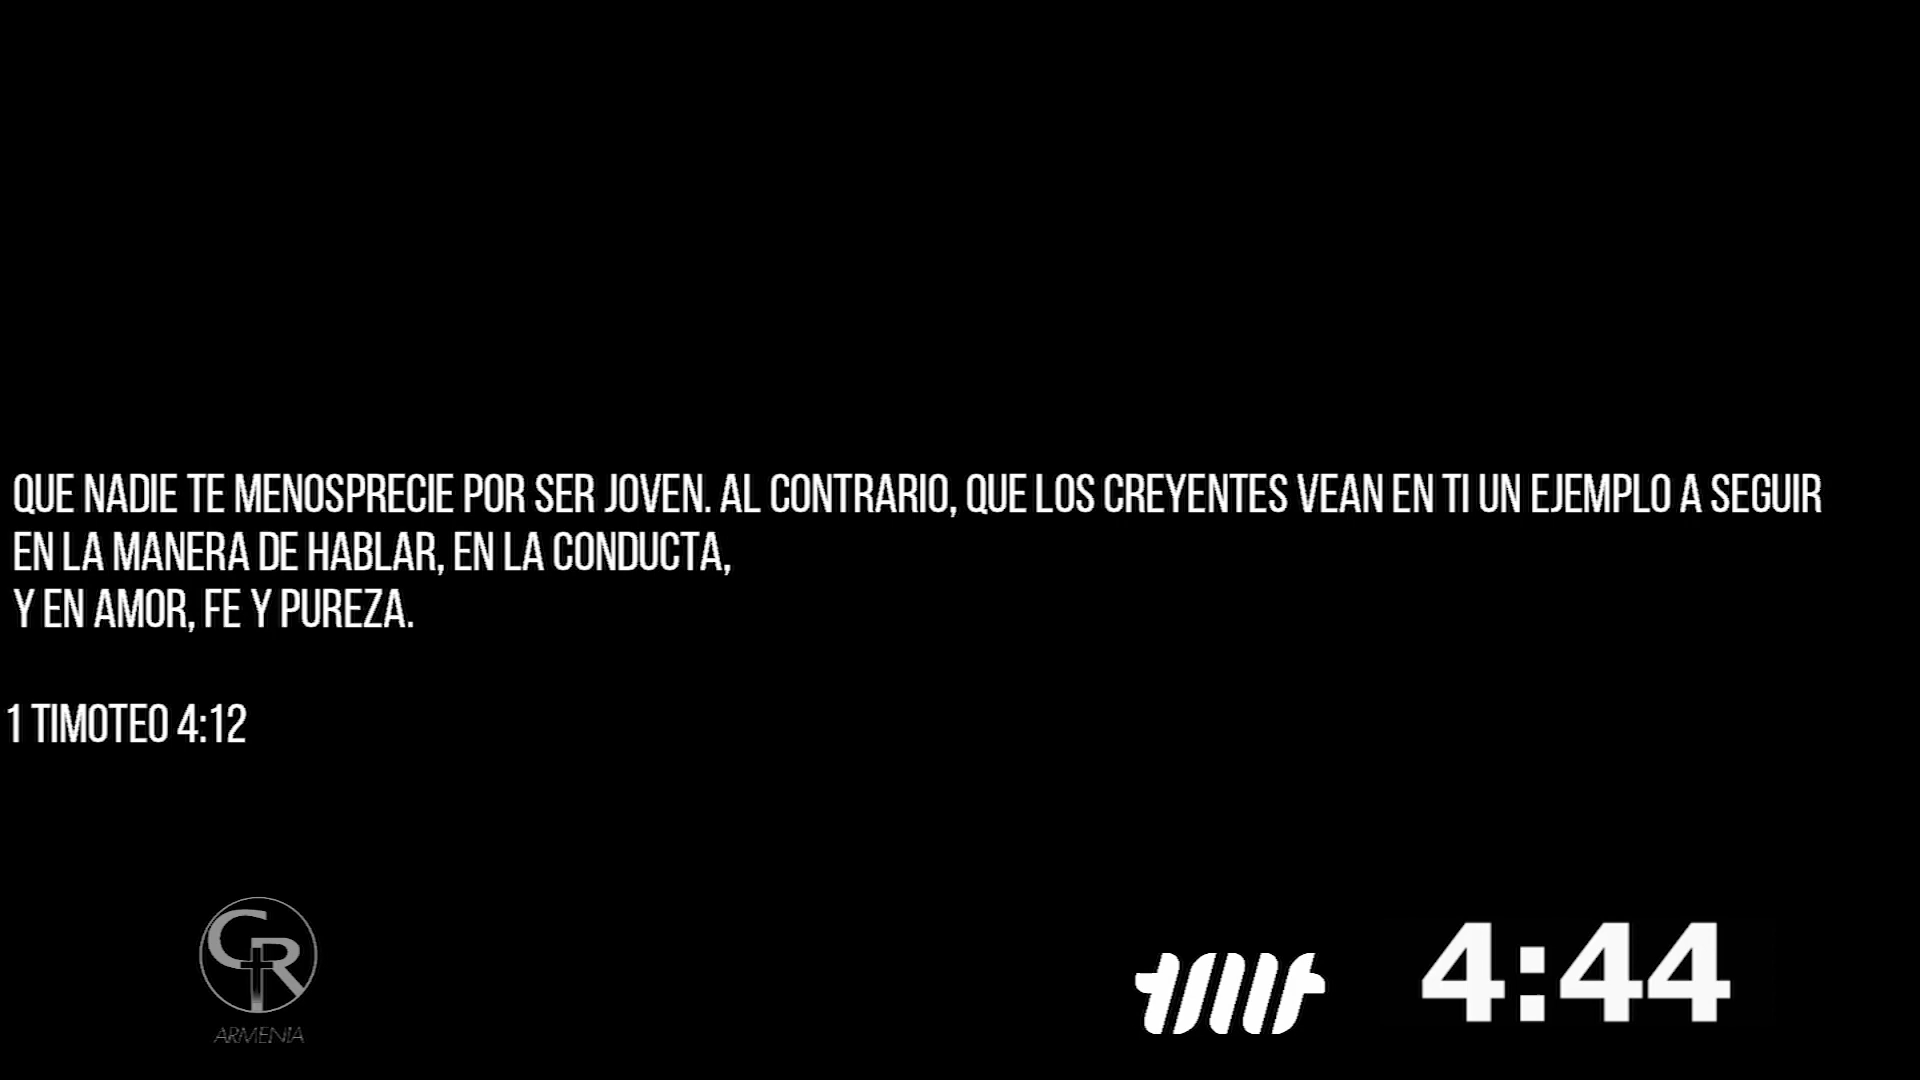 QUE NADIE TE MENOSPRECIE POR SER JOVEN. AL CONTRARIO, QUE LOS CREYENTES VEAN EN TI UN EJEMPLO A SEGUIR
EN LA MANERA DE HABLAR, EN LA CONDUCTA,
Y EN AMOR, FE Y PUREZA.
1 TIMOTEO 4:12
CR
ARMENIA
4:44